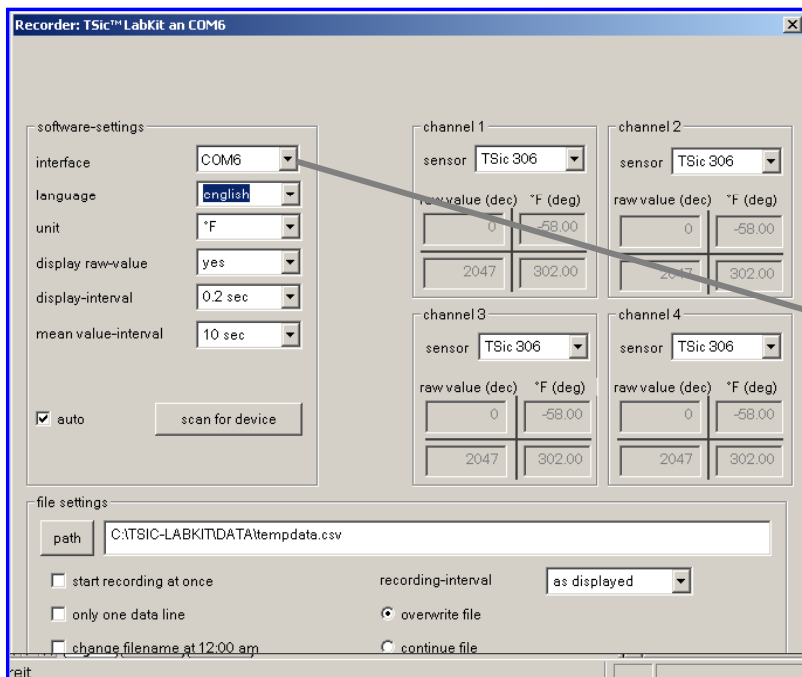 Recorder: TSic™ LabKit an COM6
software-settings
interface COM6
language english
unit °F
display raw-value yes
display-interval 0.2 sec
mean value-interval 10 sec
auto scan for device
channel 1
sensor TSic 306
raw value (dec) °F (deg)
0 -58.00
2047 302.00
channel 2
sensor TSic 306
raw value (dec) °F (deg)
0 -58.00
2047 302.00
channel 3
sensor TSic 306
raw value (dec) °F (deg)
0 -58.00
2047 302.00
channel 4
sensor TSic 306
raw value (dec) °F (deg)
0 -58.00
2047 302.00
file settings
path C:\TSIC-LABKIT\DATA\tempdata.csv
start recording at once recording-interval as displayed
only one data line overwrite file
change filename at 12:00 am continue file
reit